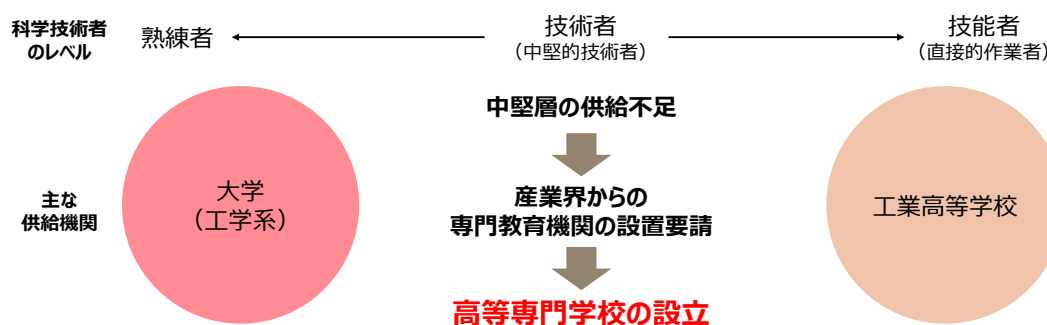 科学技術者
のレベル
熟練者
技術者
（中堅的技術者）
技能者
（直接的作業者）
中堅層の供給不足
主な
供給機関
大学
（工学系）
産業界からの
専門教育機関の設置要請
工業高等学校
高等専門学校の設立